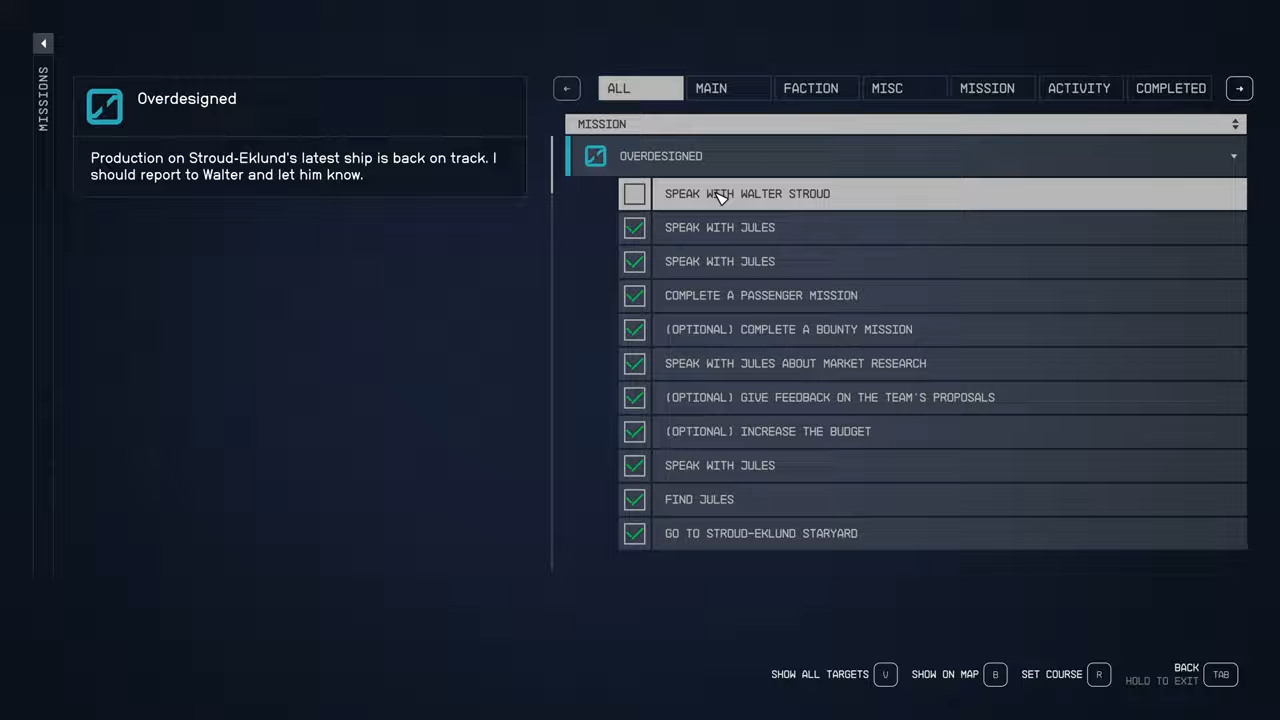 MISSIONS
Overdesigned
Production on Stroud-Eklund's latest ship is back on track. I
should report to Walter and let him know.
ALL MAIN FACTION MISC MISSION ACTIVITY COMPLETED
MISSION
OVERDESIGNED
SPEAK WITH WALTER STROUD
SPEAK WITH JULES
SPEAK WITH JULES
COMPLETE A PASSENGER MISSION
(OPTIONAL) COMPLETE A BOUNTY MISSION
SPEAK WITH JULES ABOUT MARKET RESEARCH
(OPTIONAL) GIVE FEEDBACK ON THE TEAM'S PROPOSALS
(OPTIONAL) INCREASE THE BUDGET
SPEAK WITH JULES
FIND JULES
GO TO STROUD-EKLUND STARYARD
SHOW ALL TARGETS V SHOW ON MAP B SET COURSE R BACK TAB
HOLD TO EXIT